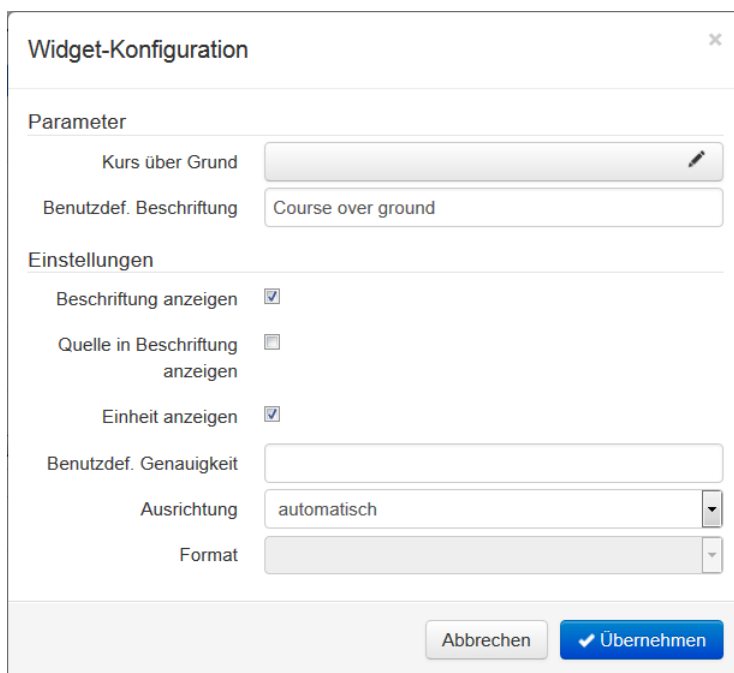 Widget-Konfiguration
×
Parameter
Kurs über Grund
Benutzdef. Beschriftung Course over ground
Einstellungen
Beschriftung anzeigen
Quelle in Beschriftung
anzeigen
Einheit anzeigen
Benutzdef. Genauigkeit
Ausrichtung automatisch
Format
Abbrechen Übernehmen